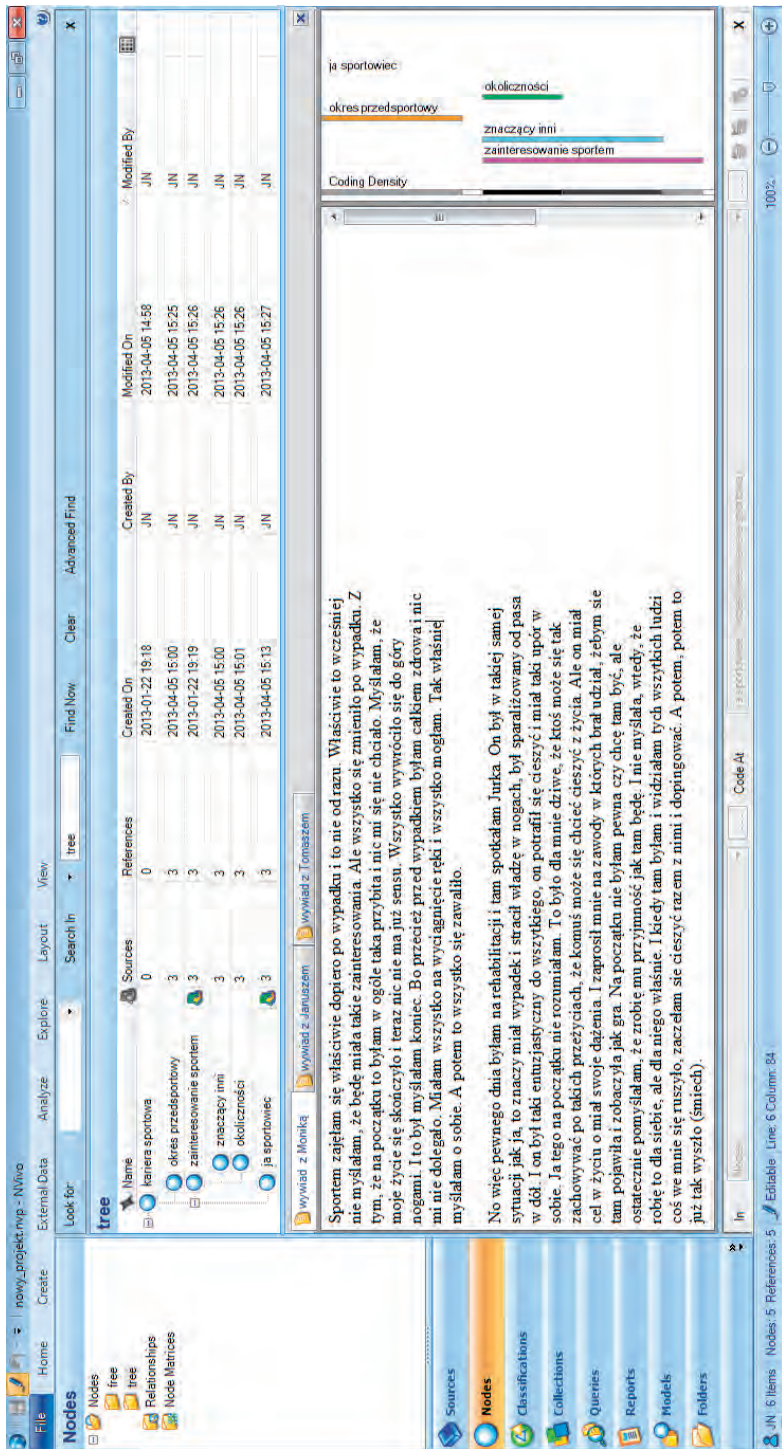 nowy_projekt.nvp - NVivo
File Home Create External Data Analyze Explore Layout View
Nodes
Look for Search In tree Find Now Clear Advanced Find
Nodes
free
tree
Relationships
Node Matrices
tree
Name Sources References Created On Created By Modified On Modified By
kariera sportowa 0 0 2013-01-22 19:18 JN 2013-04-05 14:58 JN
okres przedsportowy 3 3 2013-04-05 15:00 JN 2013-04-05 15:25 JN
zainteresowanie sportem 3 3 2013-01-22 19:19 JN 2013-04-05 15:26 JN
znaczący inni 3 3 2013-04-05 15:00 JN 2013-04-05 15:26 JN
okoliczności 3 3 2013-04-05 15:01 JN 2013-04-05 15:26 JN
ja sportowiec 3 3 2013-04-05 15:13 JN 2013-04-05 15:27 JN
wywiad z Moniką wywiad z Januszem wywiad z Tomaszem
Sportem zajęłam się właściwie dopiero po wypadku i to nie od razu. Właściwie to wcześniej
nie myślałam, że będę miała takie zainteresowania. Ale wszystko się zmieniło po wypadku. Z
tym, że na początku to byłam w ogóle taka przybita i nic mi się nie chciało. Myślałam, że
moje życie się skończyło i teraz nic nie ma już sensu. Wszystko wywróciło się do góry
nogami. I to był myślałam koniec. Bo przecież przed wypadkiem byłam całkiem zdrowa i nic
mi nie dolegało. Miałam wszystko na wyciągnięcie ręki i wszystko mogłam. Tak właśnie
myślałam o sobie. A potem to wszystko się zawaliło.
No więc pewnego dnia byłam na rehabilitacji i tam spotkałam Jurka. On był w takiej samej
sytuacji jak ja, to znaczy miał wypadek i stracił władzę w nogach, był sparaliżowany od pasa
w dół. I on był taki entuzjastyczny do wszytkiego, on potrafił się cieszyć i miał taki upór w
sobie. Ja tego na początku nie rozumiałam. To było dla mnie dziwe, że ktoś może się tak
zachowywać po takich przeżyciach, że komuś może się chcieć cieszyć z życia. Ale on miał
cel w życiu o miał swoje dążenia. I zaprosił mnie na zawody w których brał udział, żebym się
tam pojawiła i zobaczyła jak gra. Na początku nie byłam pewna czy chcę tam być, ale
ostatecznie pomyślałam, że zrobię mu przyjmność jak tam będę. I nie myślała, wtedy, że
robię to dla siebie, ale dla niego właśnie. I kiedy tam byłam i widziałam tych wszytkich ludzi
coś we mnie się ruszyło, zaczełam sie cieszyć razem z nimi i dopingować. A potem, potem to
już tak wyszło (śmiech).
Coding Density
zainteresowanie sportem
znaczący inni
okres przedsportowy
okoliczności
ja sportowiec
Sources
Nodes
Classifications
Collections
Queries
Reports
Models
Folders
In Code At
JN 6 Items Nodes: 5 References: 5 Editable Line: 6 Column: 84 100%